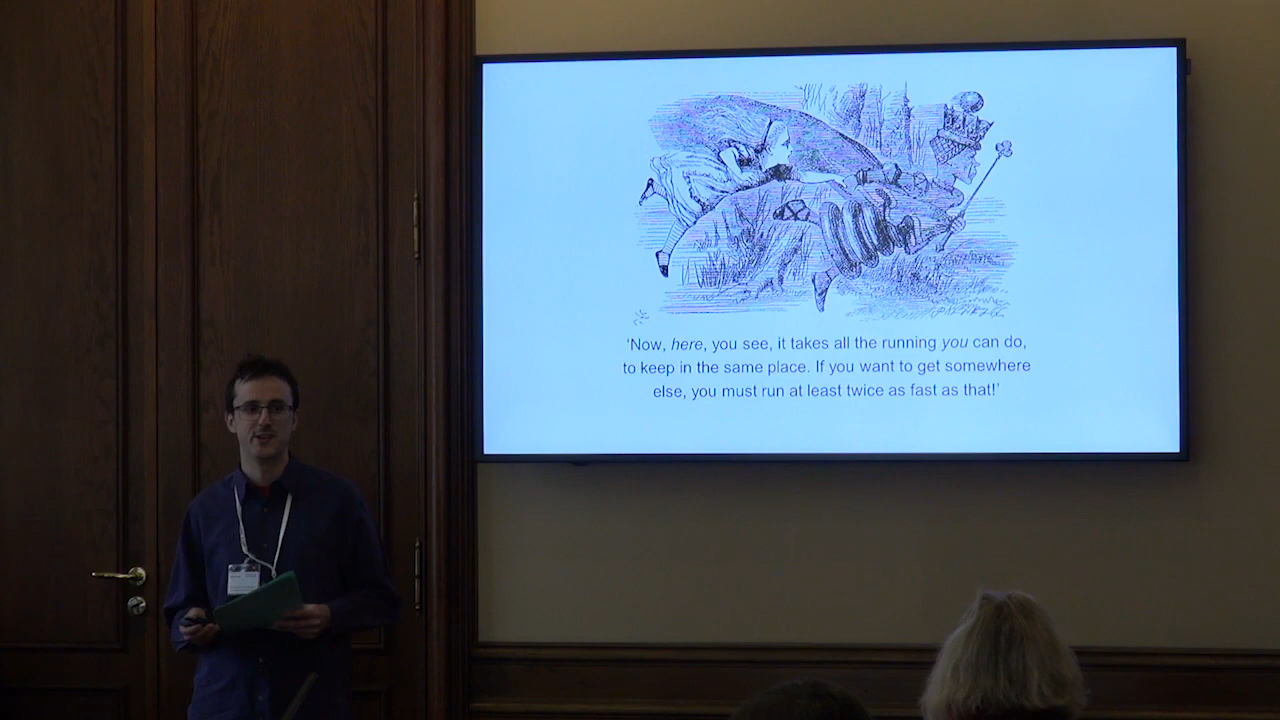 ‘Now, here, you see, it takes all the running you can do,
to keep in the same place. If you want to get somewhere
else, you must run at least twice as fast as that!’